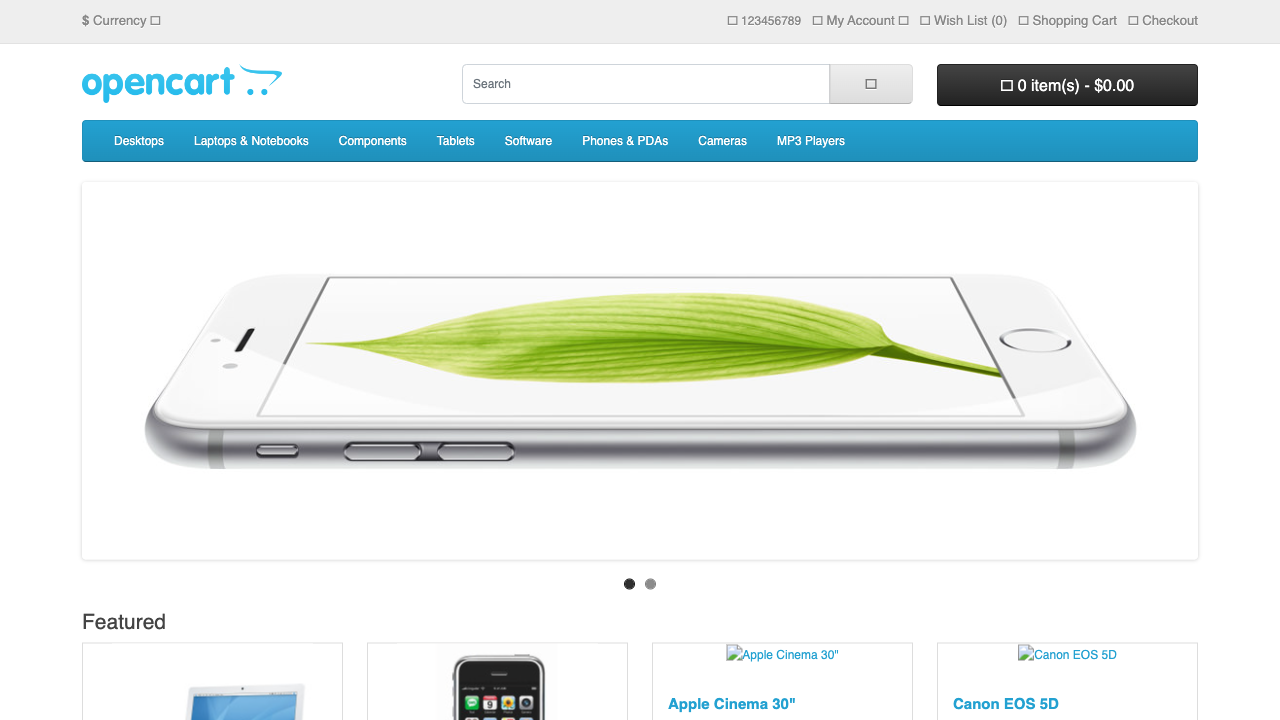 $ Currency
123456789 My Account Wish List (0) Shopping Cart Checkout
opencart
Search
0 item(s) - $0.00
Desktops Laptops & Notebooks Components Tablets Software Phones & PDAs Cameras MP3 Players
Featured
Apple Cinema 30"
Canon EOS 5D
Apple Cinema 30"
Canon EOS 5D